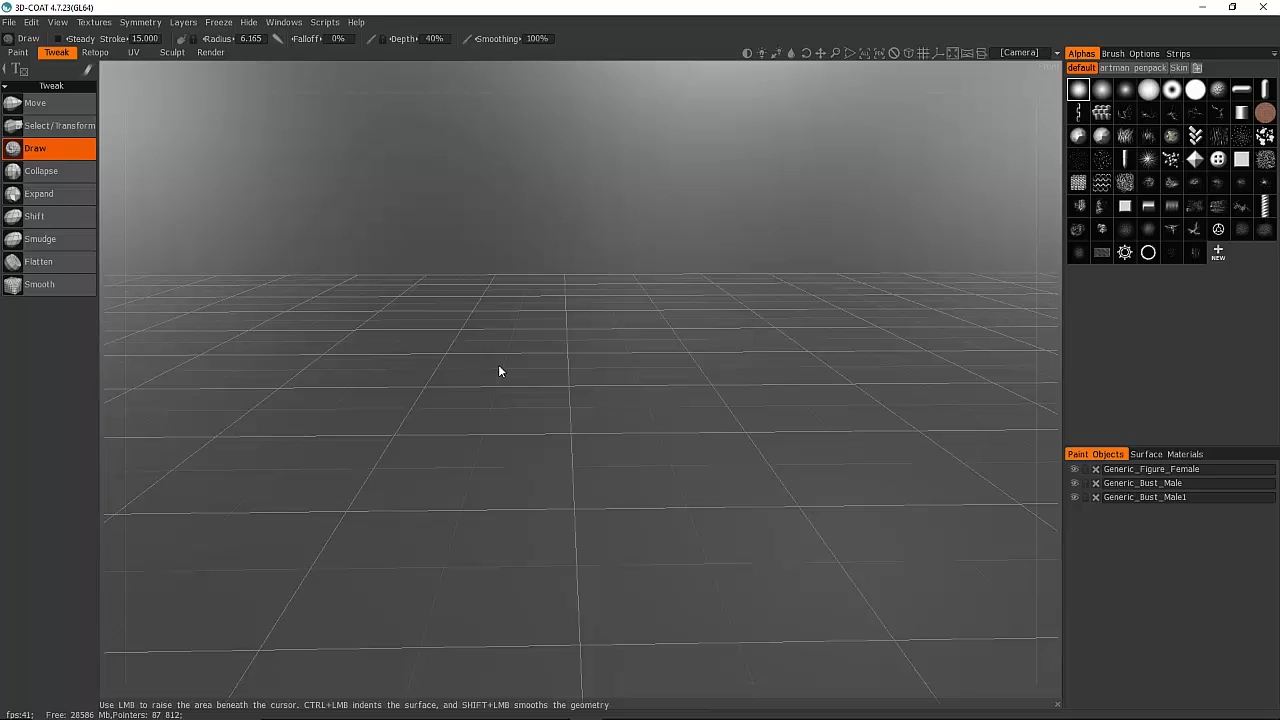 3D-COAT 4.7.23(GL64)
File Edit View Textures Symmetry Layers Freeze Hide Windows Scripts Help
Draw Steady Stroke 15.000 Radius 6.165 Falloff 0% Depth 40% Smoothing 100%
Paint Tweak Retopo UV Sculpt Render [Camera] Alphas Brush Options Strips
default artman penpack Skin
Tweak
Move
Select/Transform
Draw
Collapse
Expand
Shift
Smudge
Flatten
Smooth
NEW
Paint Objects Surface Materials
Generic_Figure_Female
Generic_Bust_Male
Generic_Bust_Male1
Use LMB to raise the area beneath the cursor. CTRL+LMB indents the surface, and SHIFT+LMB smooths the geometry
fps:41; Free: 28586 Mb,Pointers: 87 812;